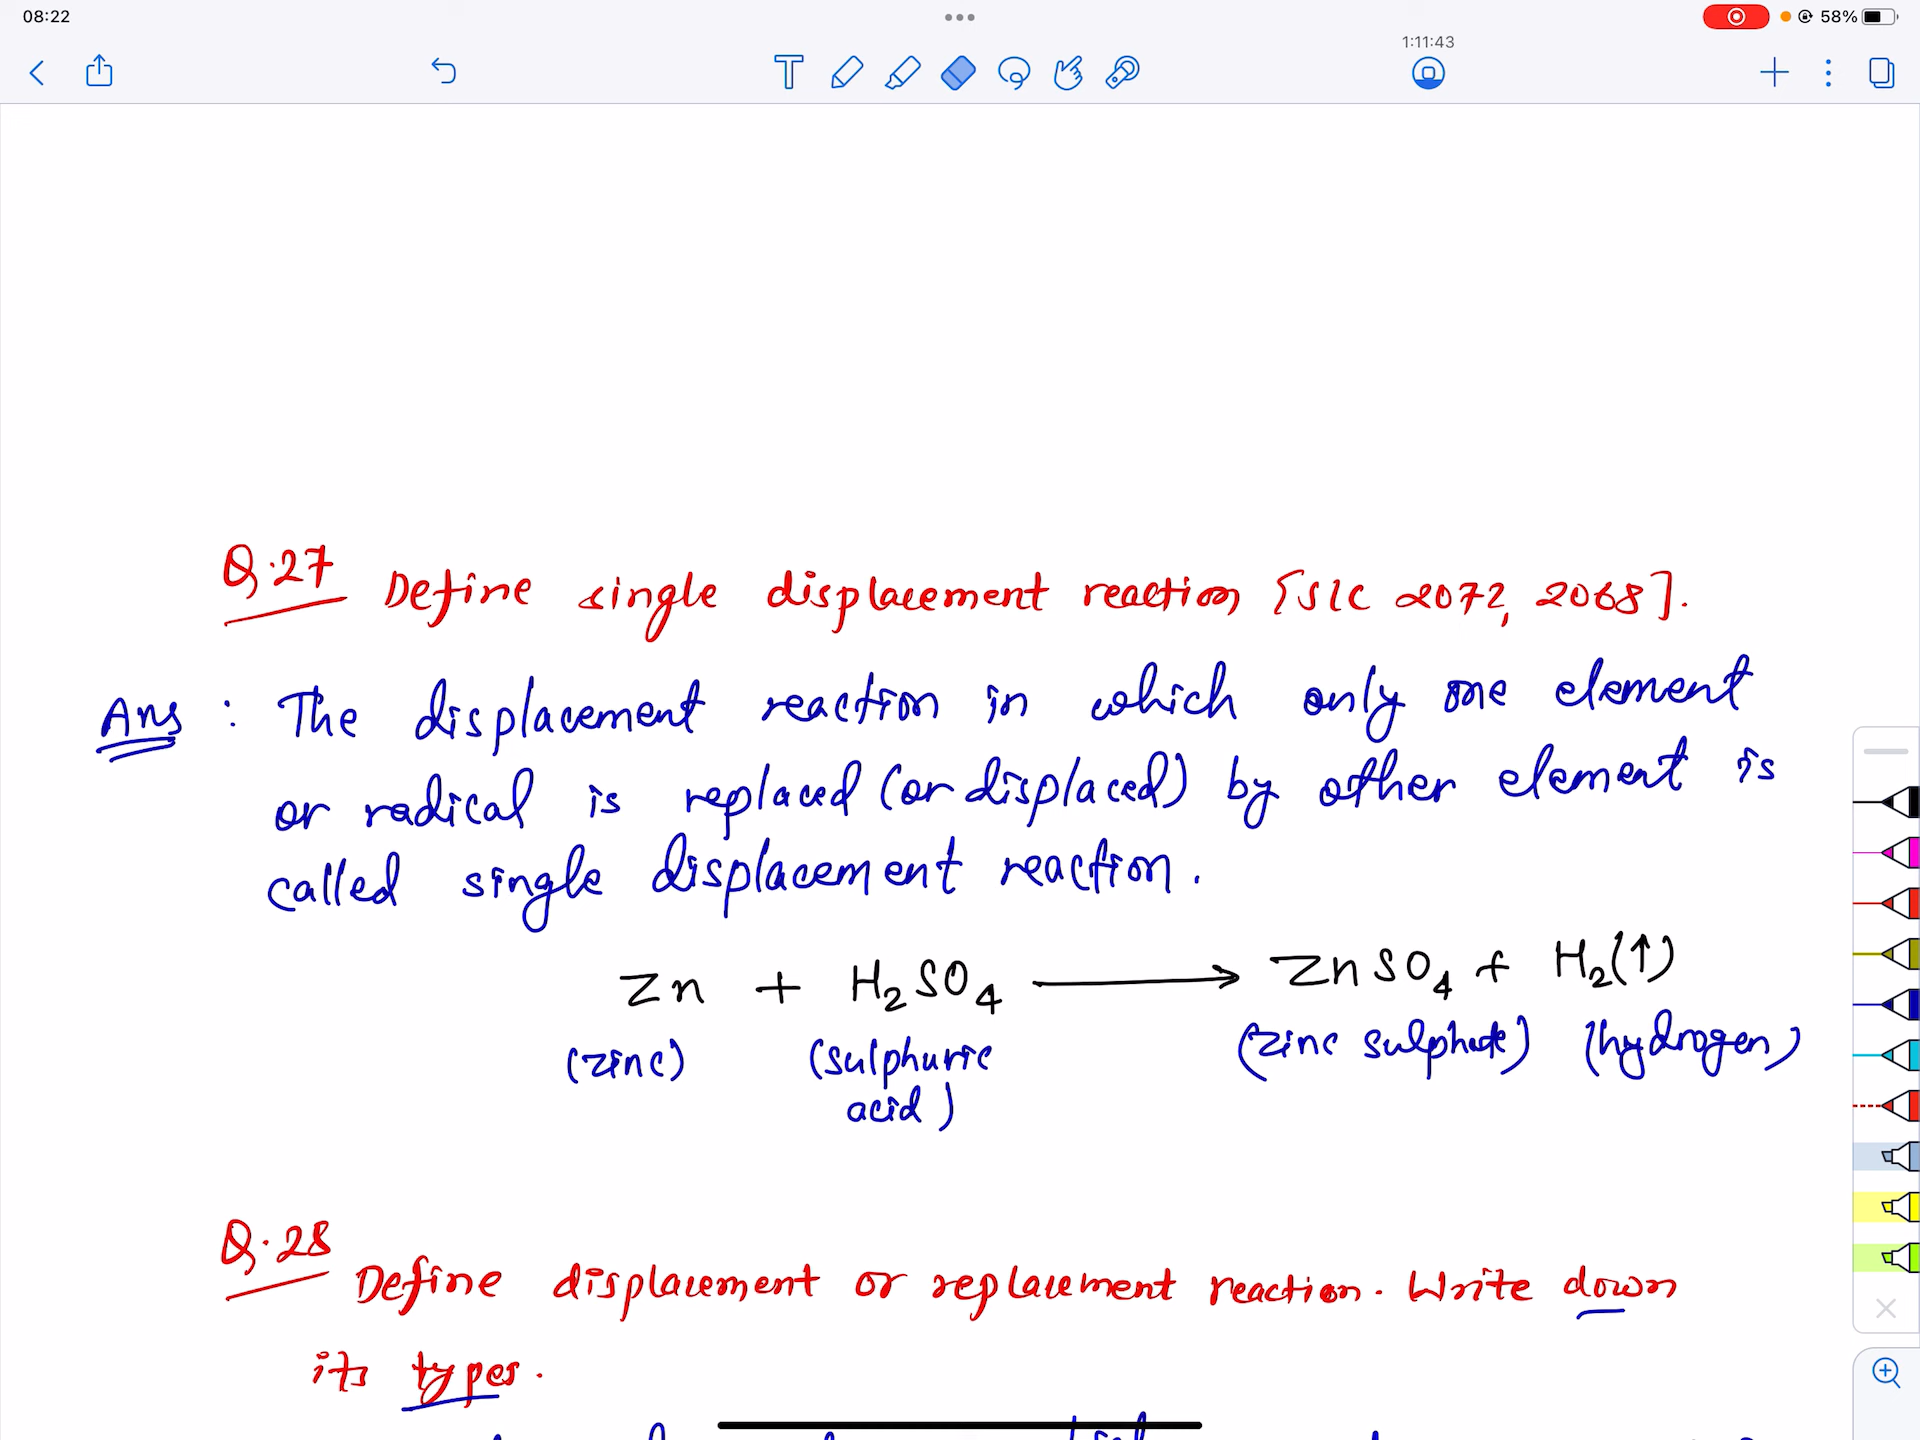 08:22
58%
1:11:43
Q.27 Define single displacement reaction [SLC 2072, 2068].
Ans : The displacement reaction in which only one element
or radical is replaced (or displaced) by other element is
called single displacement reaction.
Zn + H₂SO₄ ⟶ ZnSO₄ + H₂(↑)
(zinc) (sulphuric acid) (zinc sulphate) (hydrogen)
Q.28 Define displacement or replacement reaction. Write down
its types.